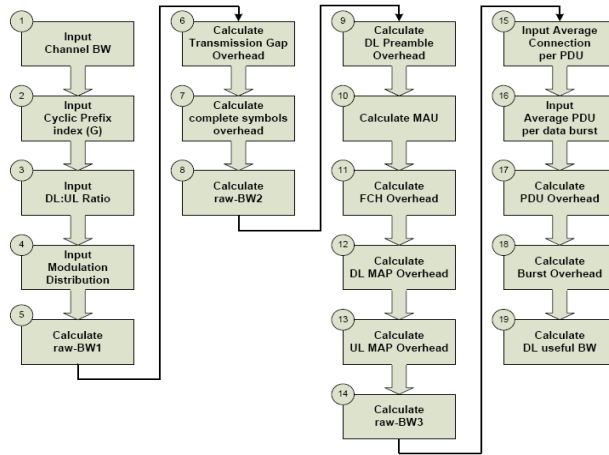 1
Input
Channel BW
2
Input
Cyclic Prefix
index (G)
3
Input
DL:UL Ratio
4
Input
Modulation
Distribution
5
Calculate
raw-BW1
6
Calculate
Transmission Gap
Overhead
7
Calculate
complete symbols
overhead
8
Calculate
raw-BW2
9
Calculate
DL Preamble
Overhead
10
Calculate MAU
11
Calculate
FCH Overhead
12
Calculate
DL MAP Overhead
13
Calculate
UL MAP Overhead
14
Calculate
raw-BW3
15
Input Average
Connection
per PDU
16
Input
Average PDU
per data burst
17
Calculate
PDU Overhead
18
Calculate
Burst Overhead
19
Calculate
DL useful BW